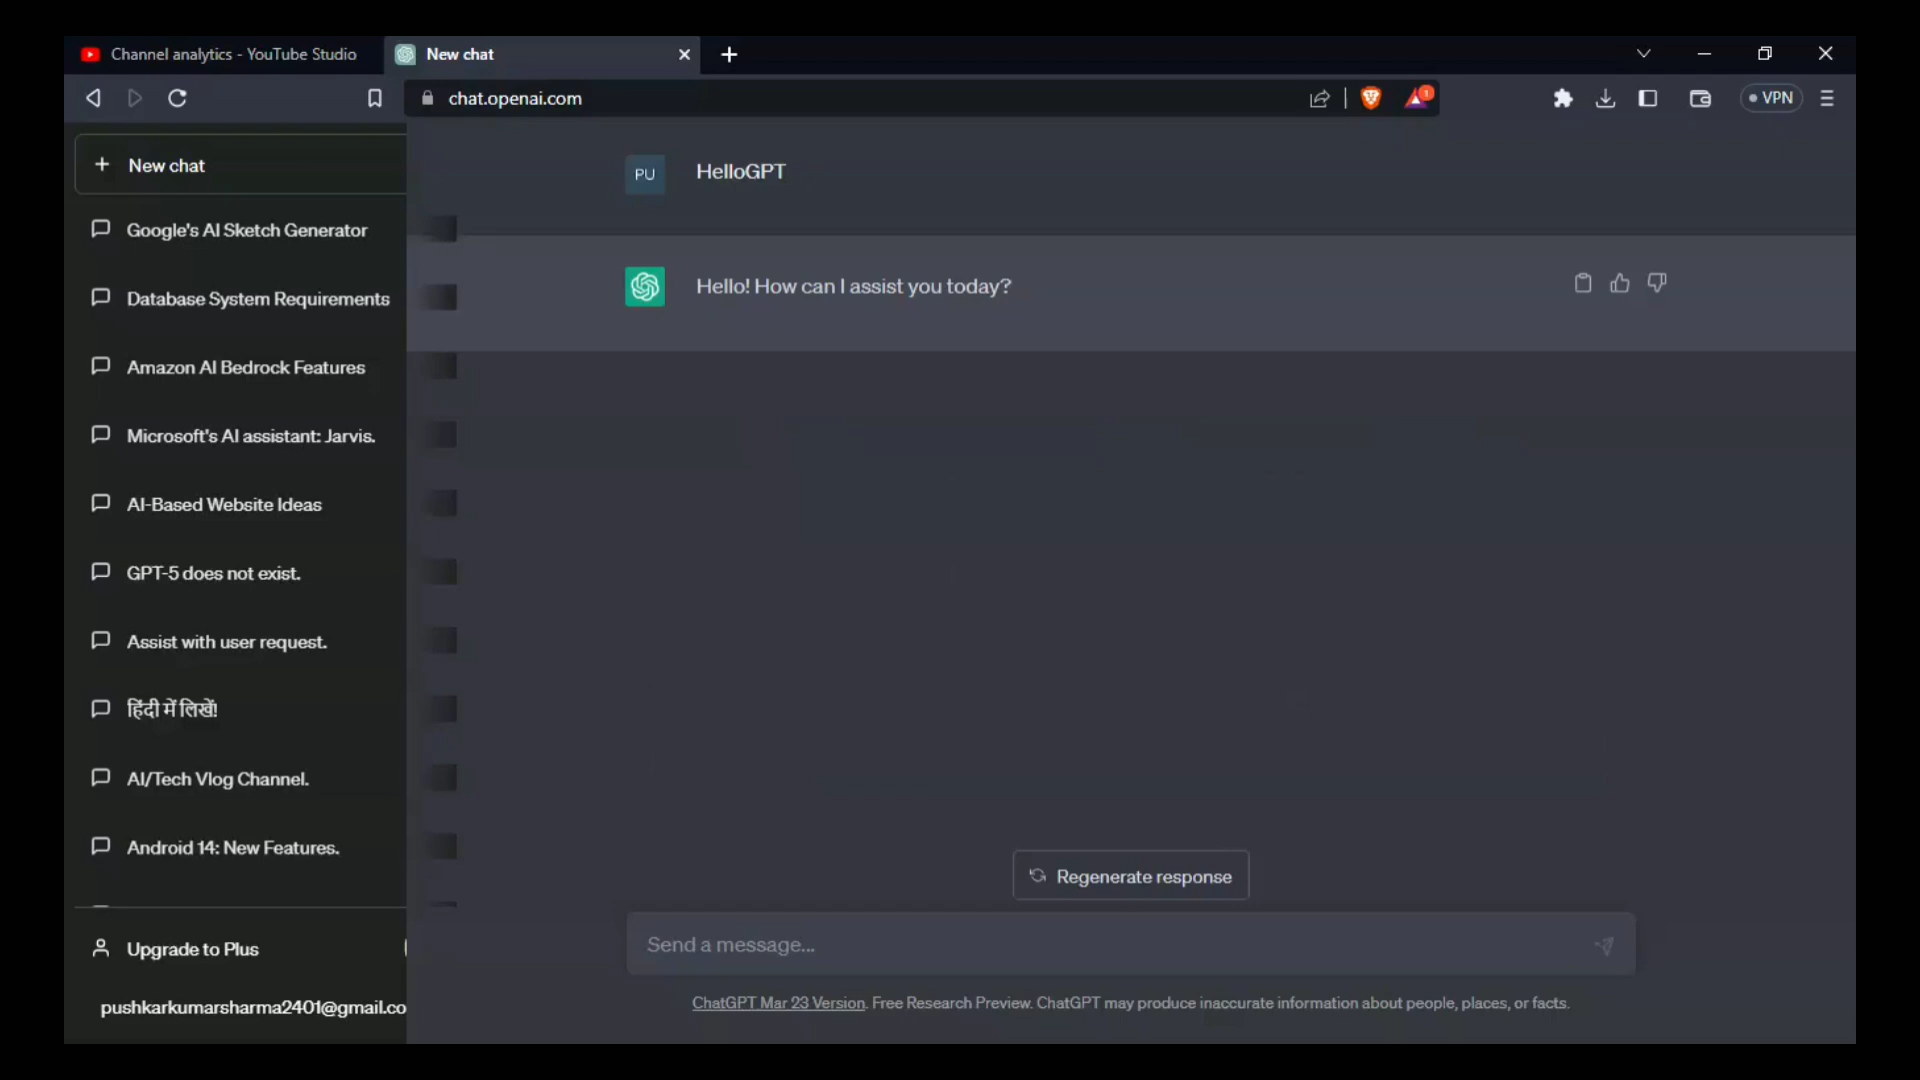 Channel analytics - YouTube Studio
New chat
chat.openai.com
1
VPN
New chat
Google's AI Sketch Generator
Database System Requirements
Amazon AI Bedrock Features
Microsoft's AI assistant: Jarvis.
AI-Based Website Ideas
GPT-5 does not exist.
Assist with user request.
हिंदी में लिखें!
AI/Tech Vlog Channel.
Android 14: New Features.
Upgrade to Plus
pushkarkumarsharma2401@gmail.co
PU
HelloGPT
Hello! How can I assist you today?
Regenerate response
Send a message...
ChatGPT Mar 23 Version. Free Research Preview. ChatGPT may produce inaccurate information about people, places, or facts.